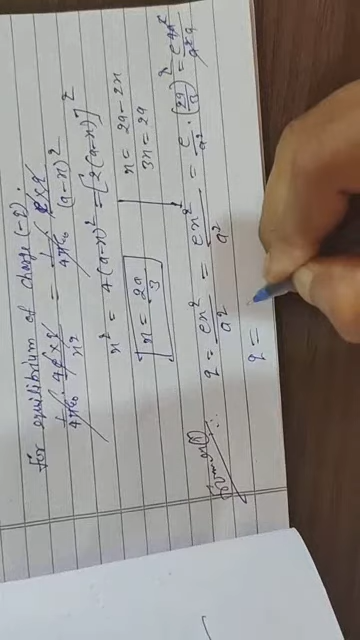 for equilibrium of charge (-q).
1/4πε₀ · 4e×q/x² = 1/4πε₀ e×q/(a-x)²
x² = 4(a-x)² = [2(a-x)]²
x = 2a-2x
3x = 2a
x = 2a/3
q = ex²/a² = ex²/a² = e/a² · (2a/3)²
q =